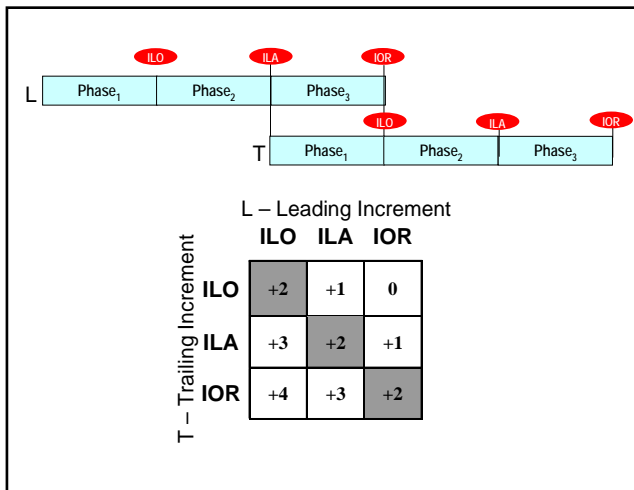 ILO ILA IOR
L Phase₁ Phase₂ Phase₃
ILO ILA IOR
T Phase₁ Phase₂ Phase₃
L – Leading Increment
ILO ILA IOR
T – Trailing Increment
ILO +2 +1 0
ILA +3 +2 +1
IOR +4 +3 +2